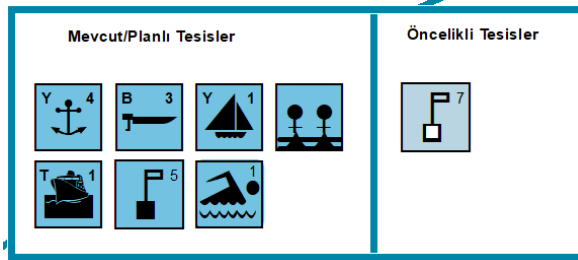 Mevcut/Planlı Tesisler
Öncelikli Tesisler
Y 4
B 3
Y 1
7
T 1
5
1